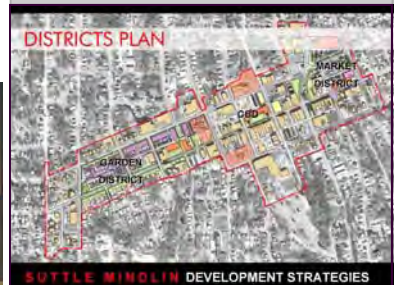 DISTRICTS PLAN
MARKET
DISTRICT
CBD
GARDEN
DISTRICT
SUTTLE MINDLIN DEVELOPMENT STRATEGIES